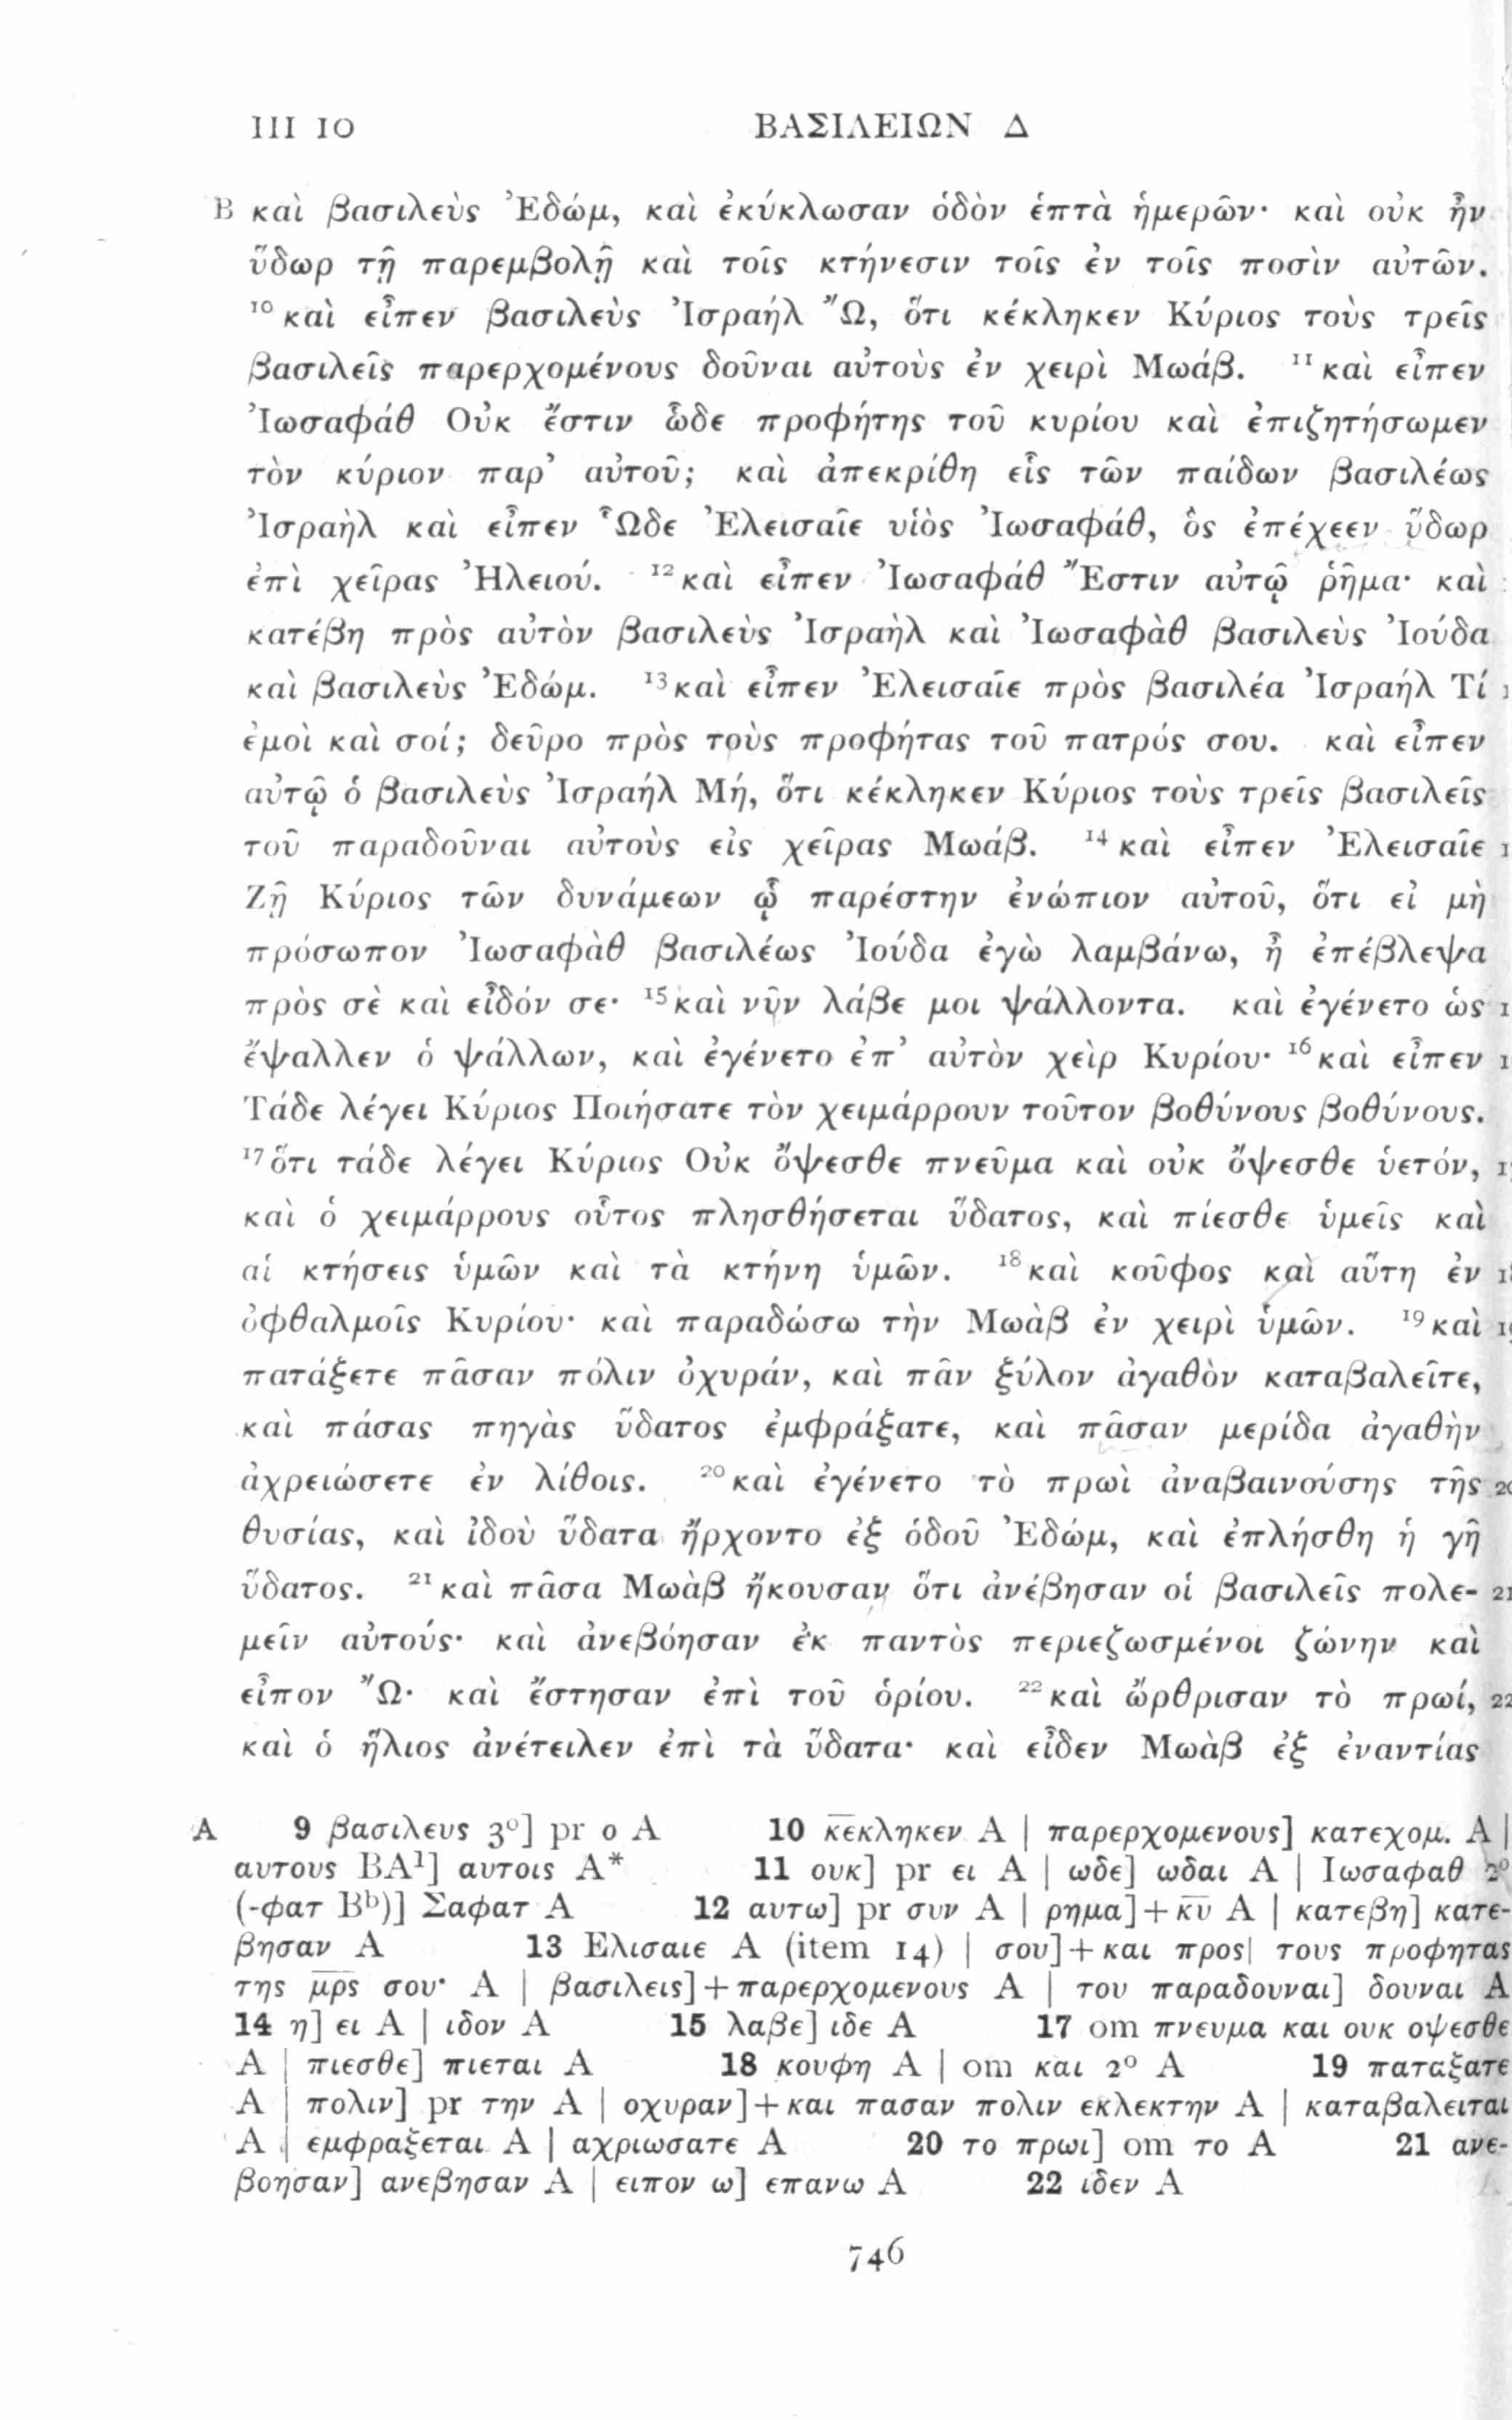 III 10 ΒΑΣΙΛΕΙΩΝ Δ
B καὶ βασιλεὺς Ἐδώμ, καὶ ἐκύκλωσαν ὁδὸν ἑπτὰ ἡμερῶν· καὶ οὐκ ἦν
ὕδωρ τῇ παρεμβολῇ καὶ τοῖς κτήνεσιν τοῖς ἐν τοῖς ποσὶν αὐτῶν.
¹⁰καὶ εἶπεν βασιλεὺς Ἰσραήλ Ὤ, ὅτι κέκληκεν Κύριος τοὺς τρεῖς
βασιλεῖς παρερχομένους δοῦναι αὐτοὺς ἐν χειρὶ Μωάβ. ¹¹καὶ εἶπεν
Ἰωσαφάθ Οὐκ ἔστιν ὧδε προφήτης τοῦ κυρίου καὶ ἐπιζητήσωμεν
τὸν κύριον παρ’ αὐτοῦ; καὶ ἀπεκρίθη εἷς τῶν παίδων βασιλέως
Ἰσραὴλ καὶ εἶπεν Ὧδε Ἐλεισαῖε υἱὸς Ἰωσαφάθ, ὃς ἐπέχεεν ὕδωρ
ἐπὶ χεῖρας Ἠλειού. ¹²καὶ εἶπεν Ἰωσαφάθ Ἔστιν αὐτῷ ῥῆμα· καὶ
κατέβη πρὸς αὐτὸν βασιλεὺς Ἰσραὴλ καὶ Ἰωσαφὰθ βασιλεὺς Ἰούδα
καὶ βασιλεὺς Ἐδώμ. ¹³καὶ εἶπεν Ἐλεισαῖε πρὸς βασιλέα Ἰσραήλ Τί
ἐμοὶ καὶ σοί; δεῦρο πρὸς τοὺς προφήτας τοῦ πατρός σου. καὶ εἶπεν
αὐτῷ ὁ βασιλεὺς Ἰσραήλ Μή, ὅτι κέκληκεν Κύριος τοὺς τρεῖς βασιλεῖς
τοῦ παραδοῦναι αὐτοὺς εἰς χεῖρας Μωάβ. ¹⁴καὶ εἶπεν Ἐλεισαῖε
Ζῇ Κύριος τῶν δυνάμεων ᾧ παρέστην ἐνώπιον αὐτοῦ, ὅτι εἰ μὴ
πρόσωπον Ἰωσαφὰθ βασιλέως Ἰούδα ἐγὼ λαμβάνω, ἦ ἐπέβλεψα
πρὸς σὲ καὶ εἶδόν σε· ¹⁵καὶ νῦν λάβε μοι ψάλλοντα. καὶ ἐγένετο ὡς
ἔψαλλεν ὁ ψάλλων, καὶ ἐγένετο ἐπ’ αὐτὸν χεὶρ Κυρίου· ¹⁶καὶ εἶπεν
Τάδε λέγει Κύριος Ποιήσατε τὸν χειμάρρουν τοῦτον βοθύνους βοθύνους.
¹⁷ὅτι τάδε λέγει Κύριος Οὐκ ὄψεσθε πνεῦμα καὶ οὐκ ὄψεσθε ὑετόν,
καὶ ὁ χειμάρρους οὗτος πλησθήσεται ὕδατος, καὶ πίεσθε ὑμεῖς καὶ
αἱ κτήσεις ὑμῶν καὶ τὰ κτήνη ὑμῶν. ¹⁸καὶ κοῦφος καὶ αὕτη ἐν
ὀφθαλμοῖς Κυρίου· καὶ παραδώσω τὴν Μωὰβ ἐν χειρὶ ὑμῶν. ¹⁹καὶ
πατάξετε πᾶσαν πόλιν ὀχυράν, καὶ πᾶν ξύλον ἀγαθὸν καταβαλεῖτε,
καὶ πάσας πηγὰς ὕδατος ἐμφράξατε, καὶ πᾶσαν μερίδα ἀγαθὴν
ἀχρειώσετε ἐν λίθοις. ²⁰καὶ ἐγένετο τὸ πρωὶ ἀναβαινούσης τῆς 20
θυσίας, καὶ ἰδοὺ ὕδατα ἤρχοντο ἐξ ὁδοῦ Ἐδώμ, καὶ ἐπλήσθη ἡ γῆ
ὕδατος. ²¹καὶ πᾶσα Μωὰβ ἤκουσαν ὅτι ἀνέβησαν οἱ βασιλεῖς πολε- 21
μεῖν αὐτούς· καὶ ἀνεβόησαν ἐκ παντὸς περιεζωσμένοι ζώνην καὶ
εἶπον Ὤ· καὶ ἔστησαν ἐπὶ τοῦ ὁρίου. ²²καὶ ὤρθρισαν τὸ πρωί, 22
καὶ ὁ ἥλιος ἀνέτειλεν ἐπὶ τὰ ὕδατα· καὶ εἶδεν Μωὰβ ἐξ ἐναντίας
A 9 βασιλευς 3⁰] pr ο A 10 κεκληκεν A | παρερχομενους] κατεχομ. A |
αυτους BA¹] αυτοις A* 11 ουκ] pr ει A | ωδε] ωδαι A | Ιωσαφαθ 2⁰
(-φατ Bᵇ)] Σαφατ A 12 αυτω] pr συν A | ρημα]+κ̅υ̅ A | κατεβη] κατε-
βησαν A 13 Ελισαιε A (item 14) | σου]+και προς| τους προφητας
της μ̅ρ̅ς̅ σου· A | βασιλεις]+παρερχομενους A | του παραδουναι] δουναι A
14 η] ει A | ιδον A 15 λαβε] ιδε A 17 om πνευμα και ουκ οψεσθε
A | πιεσθε] πιεται A 18 κουφη A | om και 2⁰ A 19 παταξατε
A | πολιν] pr την A | οχυραν]+και πασαν πολιν εκλεκτην A | καταβαλειται
A | εμφραξεται A | αχριωσατε A 20 το πρωι] om το A 21 ανε-
βοησαν] ανεβησαν A | ειπον ω] επανω A 22 ιδεν A
746